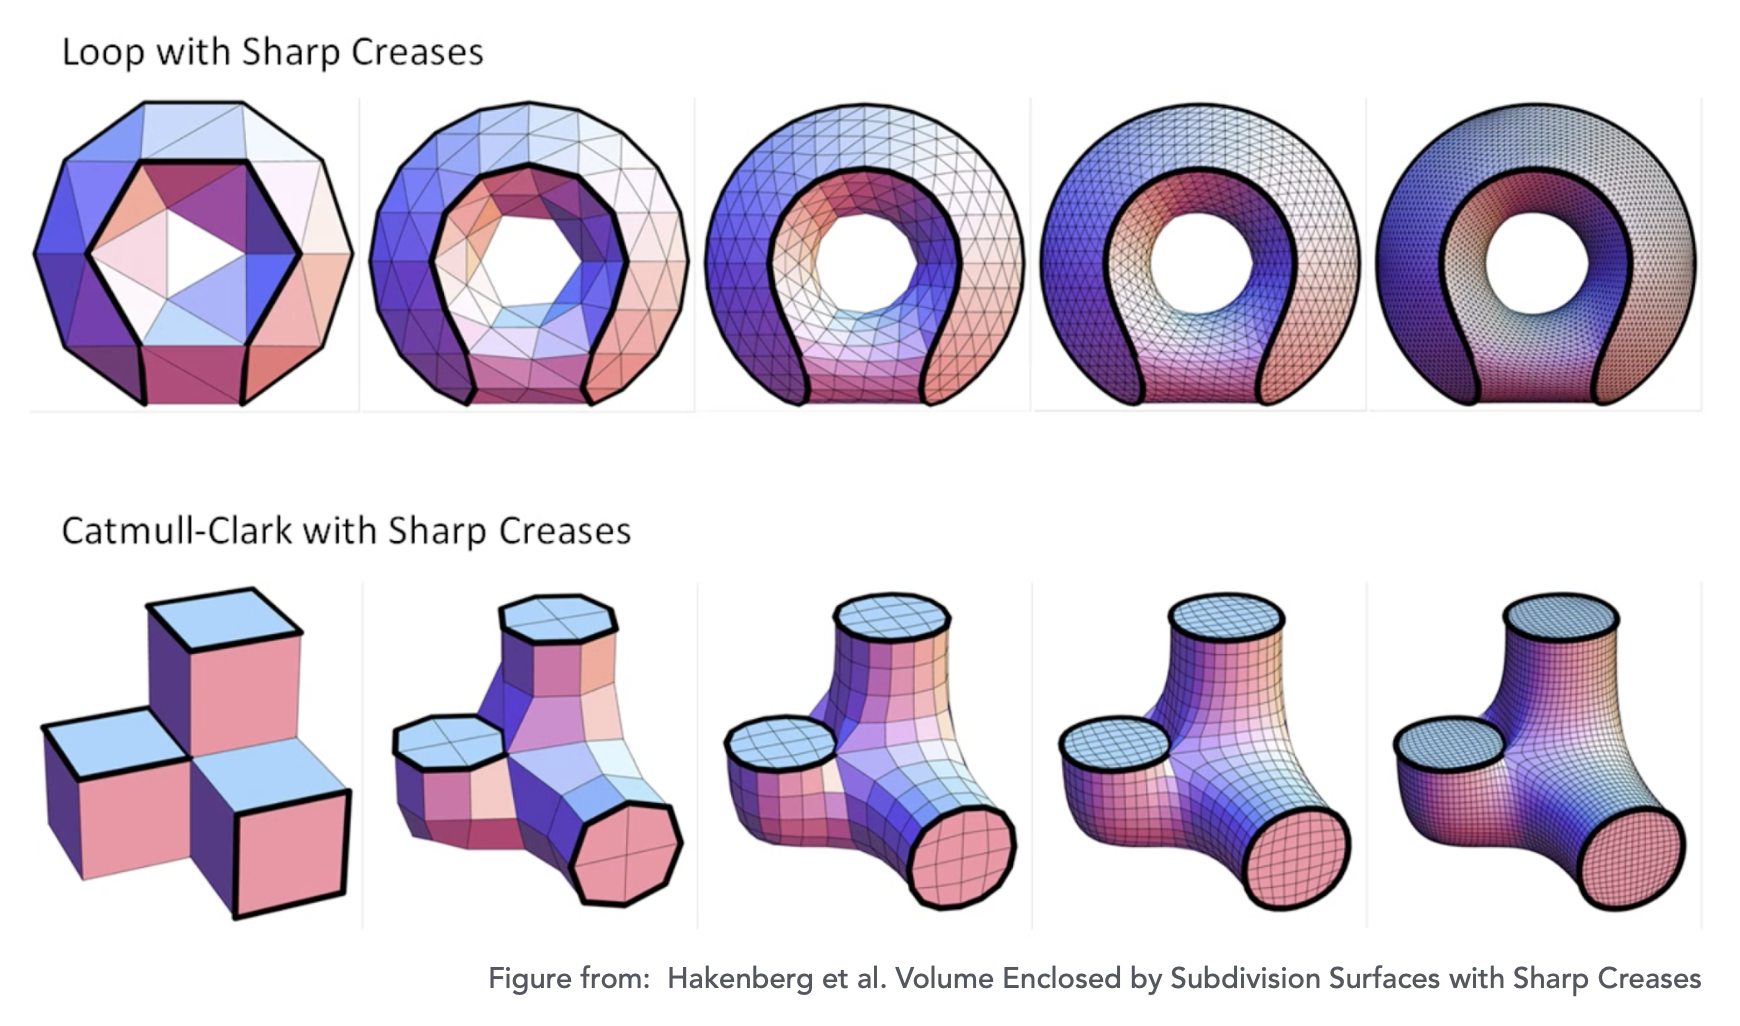 Loop with Sharp Creases
Catmull-Clark with Sharp Creases
Figure from:  Hakenberg et al. Volume Enclosed by Subdivision Surfaces with Sharp Creases